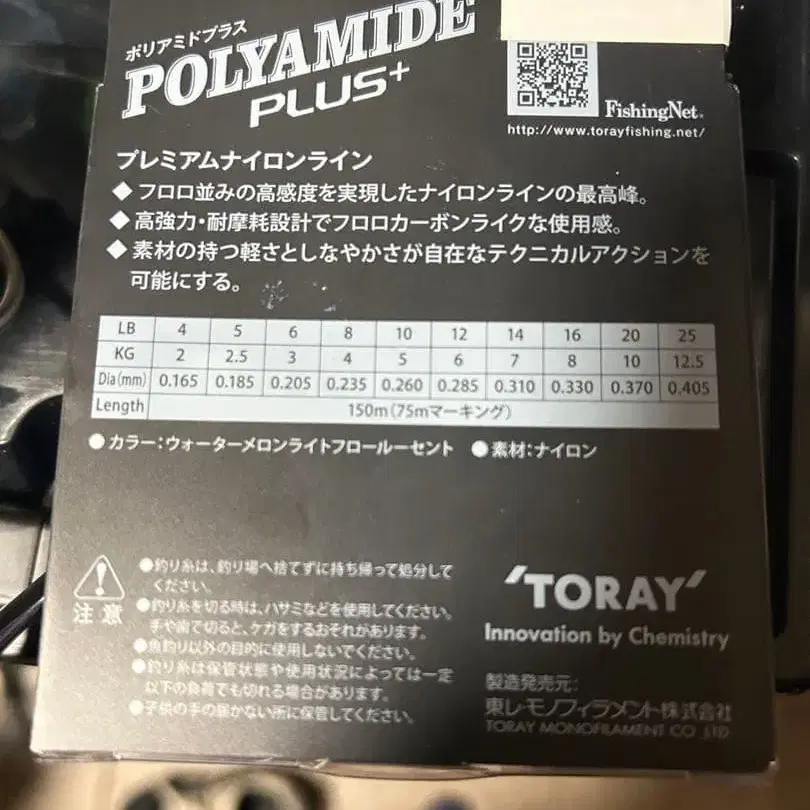 ポリアミドプラス
POLYAMIDE
PLUS+
FishingNet®
http://www.torayfishing.net/
プレミアムナイロンライン
◆ フロロ並みの高感度を実現したナイロンラインの最高峰。
◆ 高強力・耐摩耗設計でフロロカーボンライクな使用感。
◆ 素材の持つ軽さとしなやかさが自在なテクニカルアクションを
可能にする。
LB 4 5 6 8 10 12 14 16 20 25
KG 2 2.5 3 4 5 6 7 8 10 12.5
Dia(mm) 0.165 0.185 0.205 0.235 0.260 0.285 0.310 0.330 0.370 0.405
Length 150m(75mマーキング)
●カラー:ウォーターメロンライトフロールーセント ●素材:ナイロン
注意
●釣り糸は、釣り場へ捨てずに持ち帰って処分して
ください。
●釣り糸を切る時は、ハサミなどを使用してください。
手や歯で切ると、ケガをするおそれがあります。
●魚釣り以外の目的に使用しないでください。
●釣り糸は保管状態や使用状況によっては一定
以下の負荷でも切れる場合があります。
●子供の手の届かない所に保管してください。
'TORAY'
Innovation by Chemistry
製造発売元:
東レ・モノフィラメント株式会社
TORAY MONOFILAMENT CO LTD